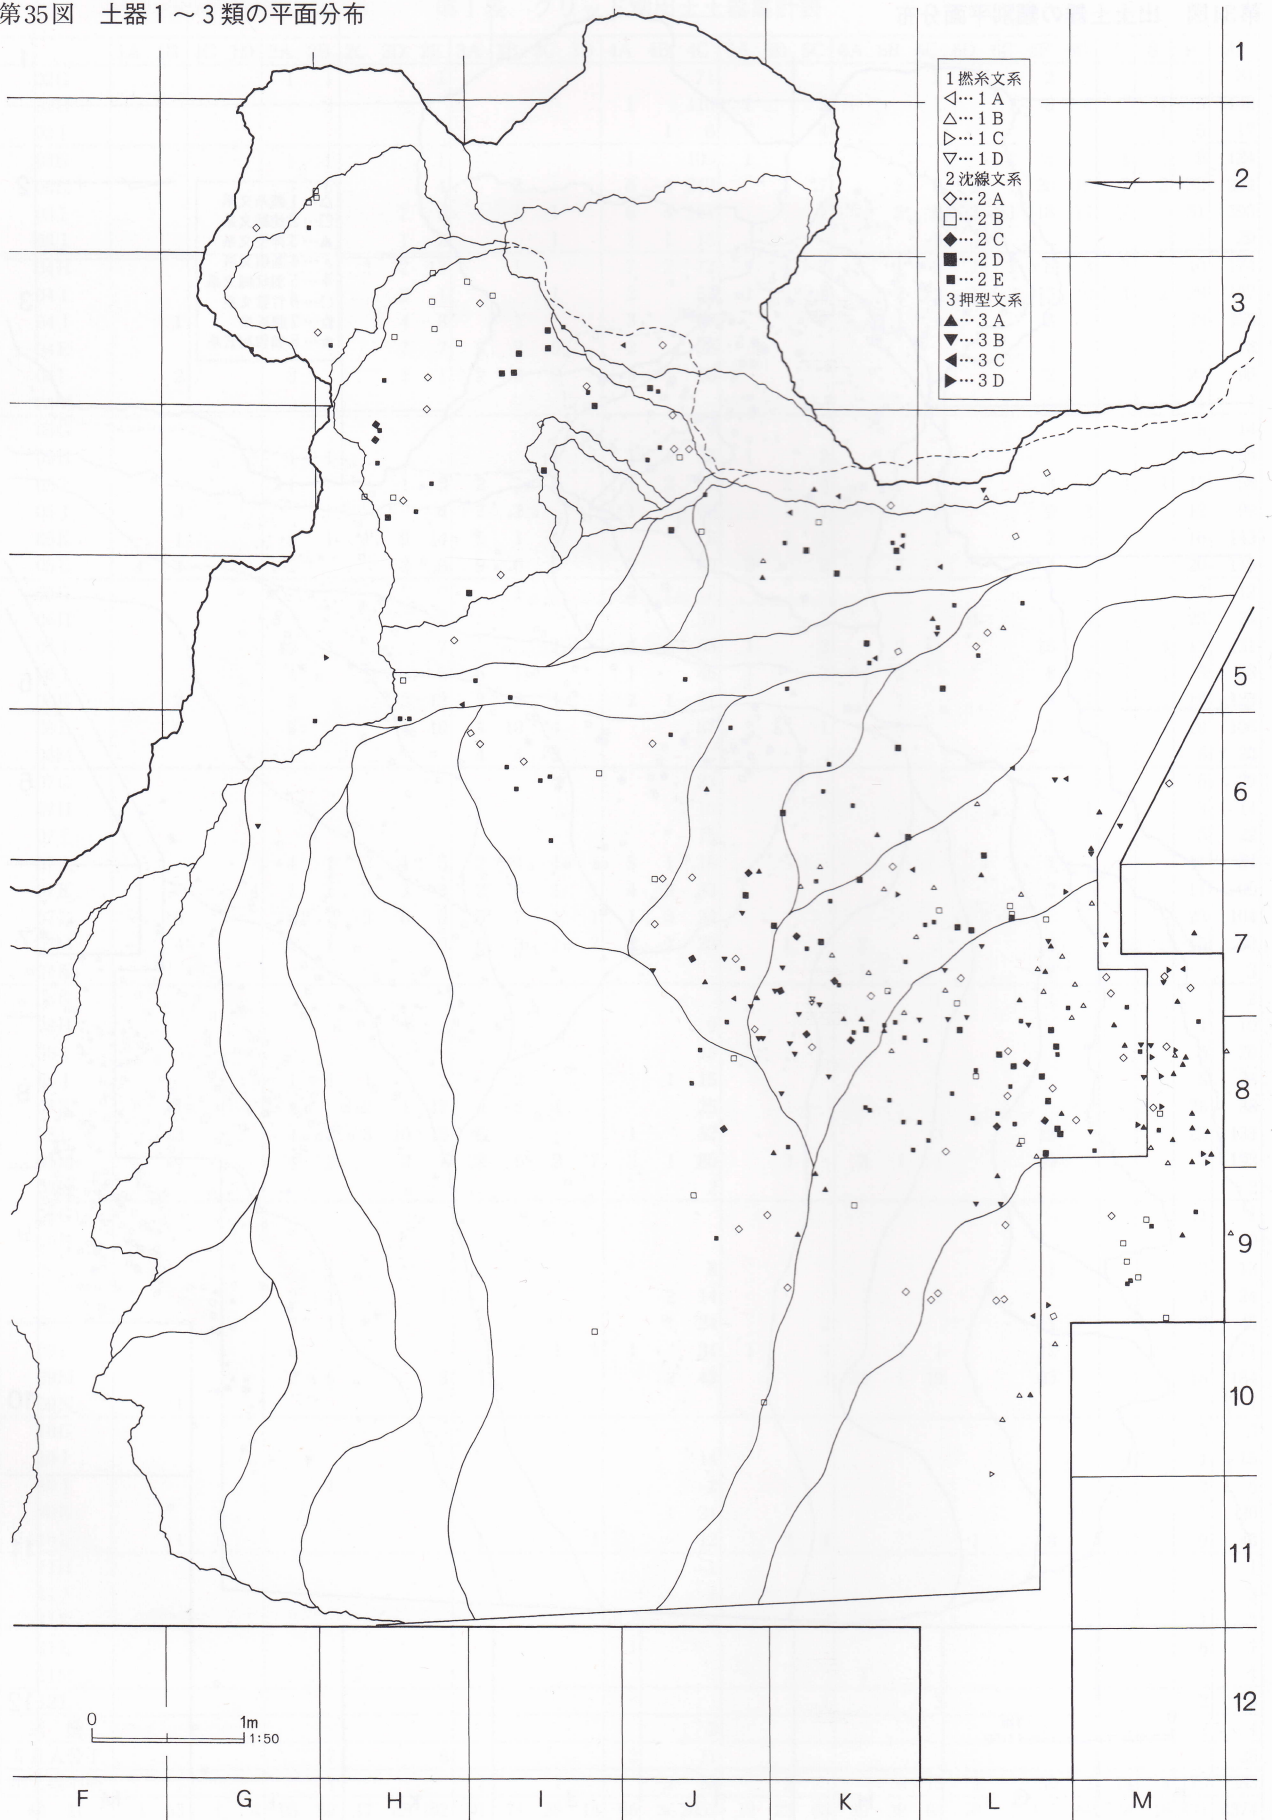 第35図 土器1～3類の平面分布
1撚糸文系
◁…1A
△…1B
▷…1C
▽…1D
2沈線文系
◇…2A
□…2B
◆…2C
■…2D
■…2E
3押型文系
▲…3A
▼…3B
◀…3C
▶…3D
1
2
3
5
6
7
8
9
10
11
12
0 1m
1:50
F G H I J K L M